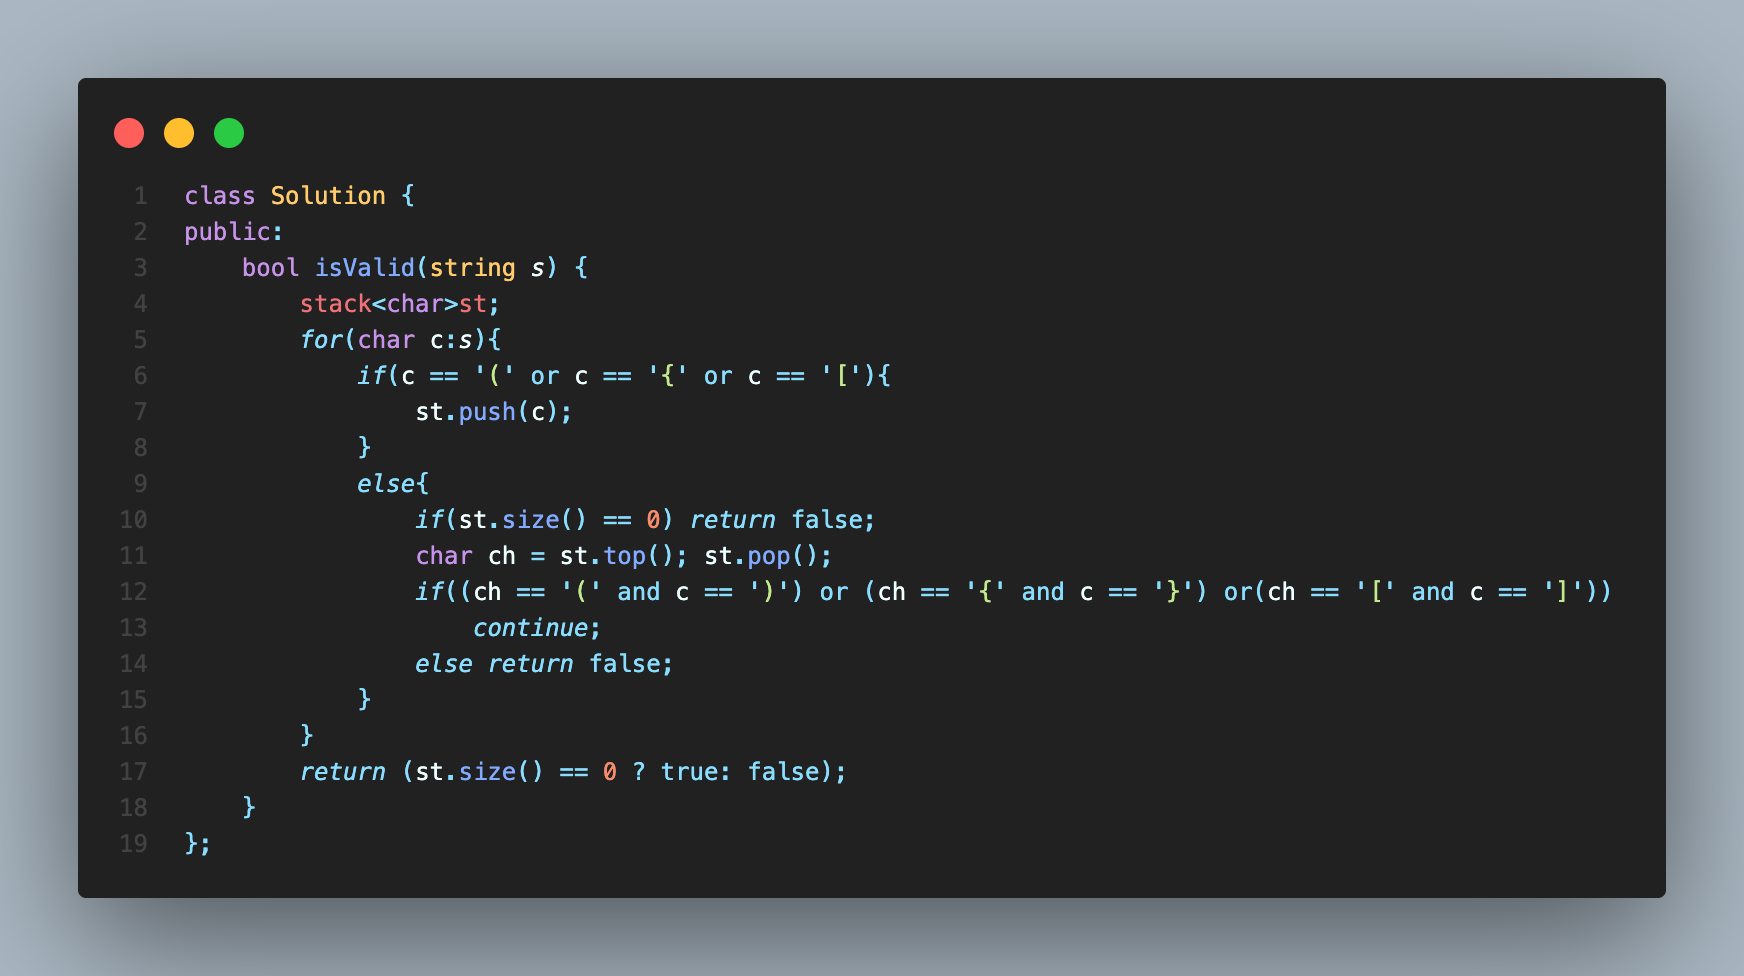 1 class Solution {
2 public:
3     bool isValid(string s) {
4         stack<char>st;
5         for(char c:s){
6             if(c == '(' or c == '{' or c == '['){
7                 st.push(c);
8             }
9             else{
10                 if(st.size() == 0) return false;
11                 char ch = st.top(); st.pop();
12                 if((ch == '(' and c == ')') or (ch == '{' and c == '}') or(ch == '[' and c == ']'))
13                     continue;
14                 else return false;
15             }
16         }
17         return (st.size() == 0 ? true: false);
18     }
19 };